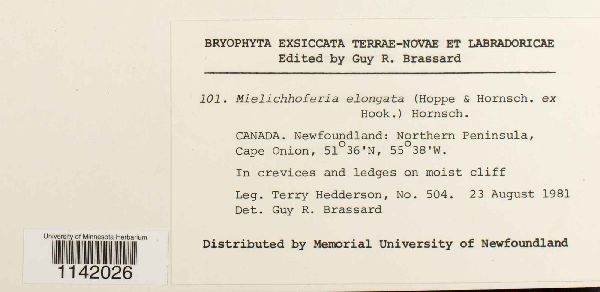 BRYOPHYTA EXSICCATA TERRAE-NOVAE ET LABRADORICAE
Edited by Guy R. Brassard
101. Mielichhoferia elongata (Hoppe & Hornsch. ex
Hook.) Hornsch.
CANADA. Newfoundland: Northern Peninsula,
Cape Onion, 51°36'N, 55°38'W.
In crevices and ledges on moist cliff
Leg. Terry Hedderson, No. 504. 23 August 1981
Det. Guy R. Brassard
Distributed by Memorial University of Newfoundland
University of Minnesota Herbarium
1142026